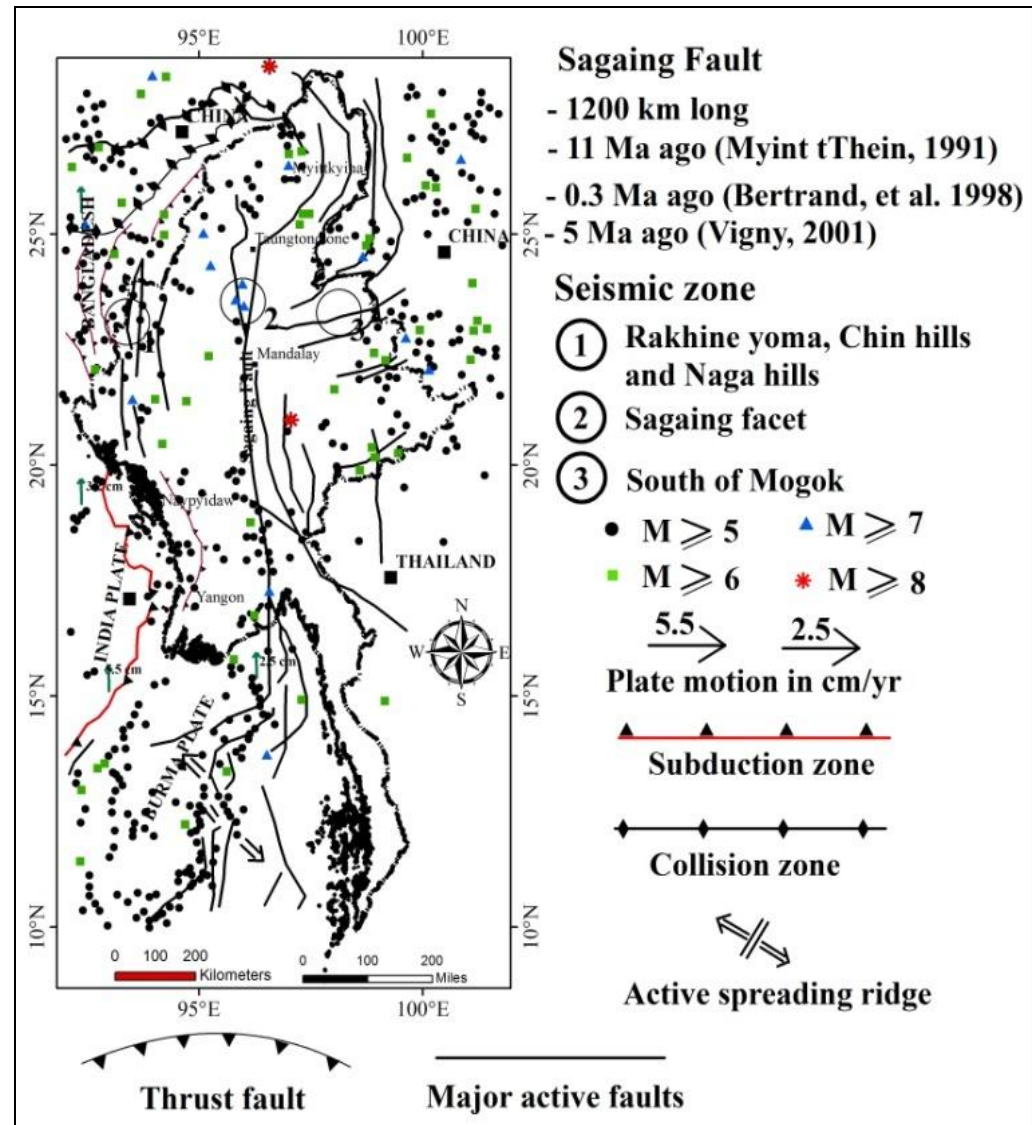 95°E
100°E
CHINA
Myittkyina
25°N
25°N
BANGLADESH
CHINA
1
2
3
Mandalay
Sagaing Fault
20°N
20°N
Naypyidaw
THAILAND
INDIA PLATE
Yangon
N
W
E
S
2.5 cm
15°N
15°N
BURMA PLATE
10°N
10°N
0 100 200
Kilometers
0 100 200
Miles
95°E
100°E
Sagaing Fault
- 1200 km long
- 11 Ma ago (Myint tThein, 1991)
- 0.3 Ma ago (Bertrand, et al. 1998)
- 5 Ma ago (Vigny, 2001)
Seismic zone
1 Rakhine yoma, Chin hills
and Naga hills
2 Sagaing facet
3 South of Mogok
M ⩾ 5
M ⩾ 7
M ⩾ 6
M ⩾ 8
5.5
2.5
Plate motion in cm/yr
Subduction zone
Collision zone
Active spreading ridge
Thrust fault
Major active faults